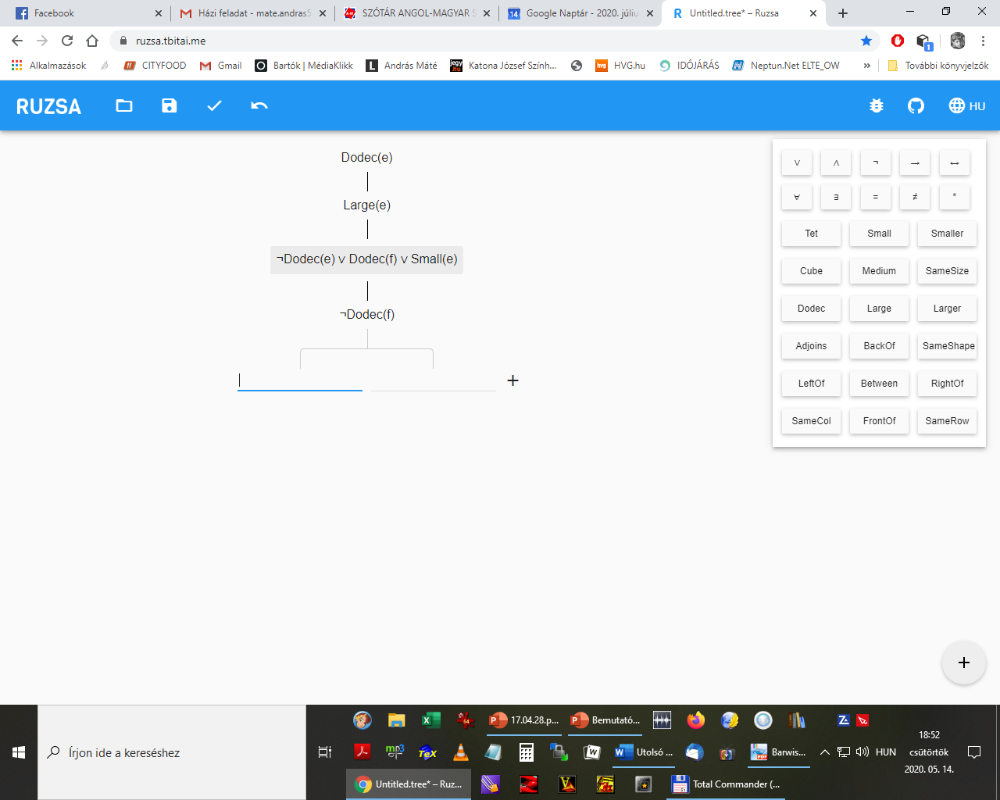 Facebook
Házi feladat - mate.andras5
SZÓTÁR ANGOL-MAGYAR S
Google Naptár - 2020. júliu
Untitled.tree* – Ruzsa
ruzsa.tbitai.me
Alkalmazások
CITYFOOD
Gmail
Bartók | MédiaKlikk
András Máté
Katona József Szính...
HVG.hu
IDŐJÁRÁS
Neptun.Net ELTE_OW
»
További könyvjelzők
RUZSA
HU
Dodec(e)
Large(e)
¬Dodec(e) ∨ Dodec(f) ∨ Small(e)
¬Dodec(f)
+
∨ ∧ ¬ → ↔
∀ ∃ = ≠ *
Tet Small Smaller
Cube Medium SameSize
Dodec Large Larger
Adjoins BackOf SameShape
LeftOf Between RightOf
SameCol FrontOf SameRow
+
17.04.28.p...
Bemutató...
18:52
Írjon ide a kereséshez
Utolsó ...
Barwis...
HUN
csütörtök
2020. 05. 14.
Untitled.tree* – Ruz...
Total Commander (...